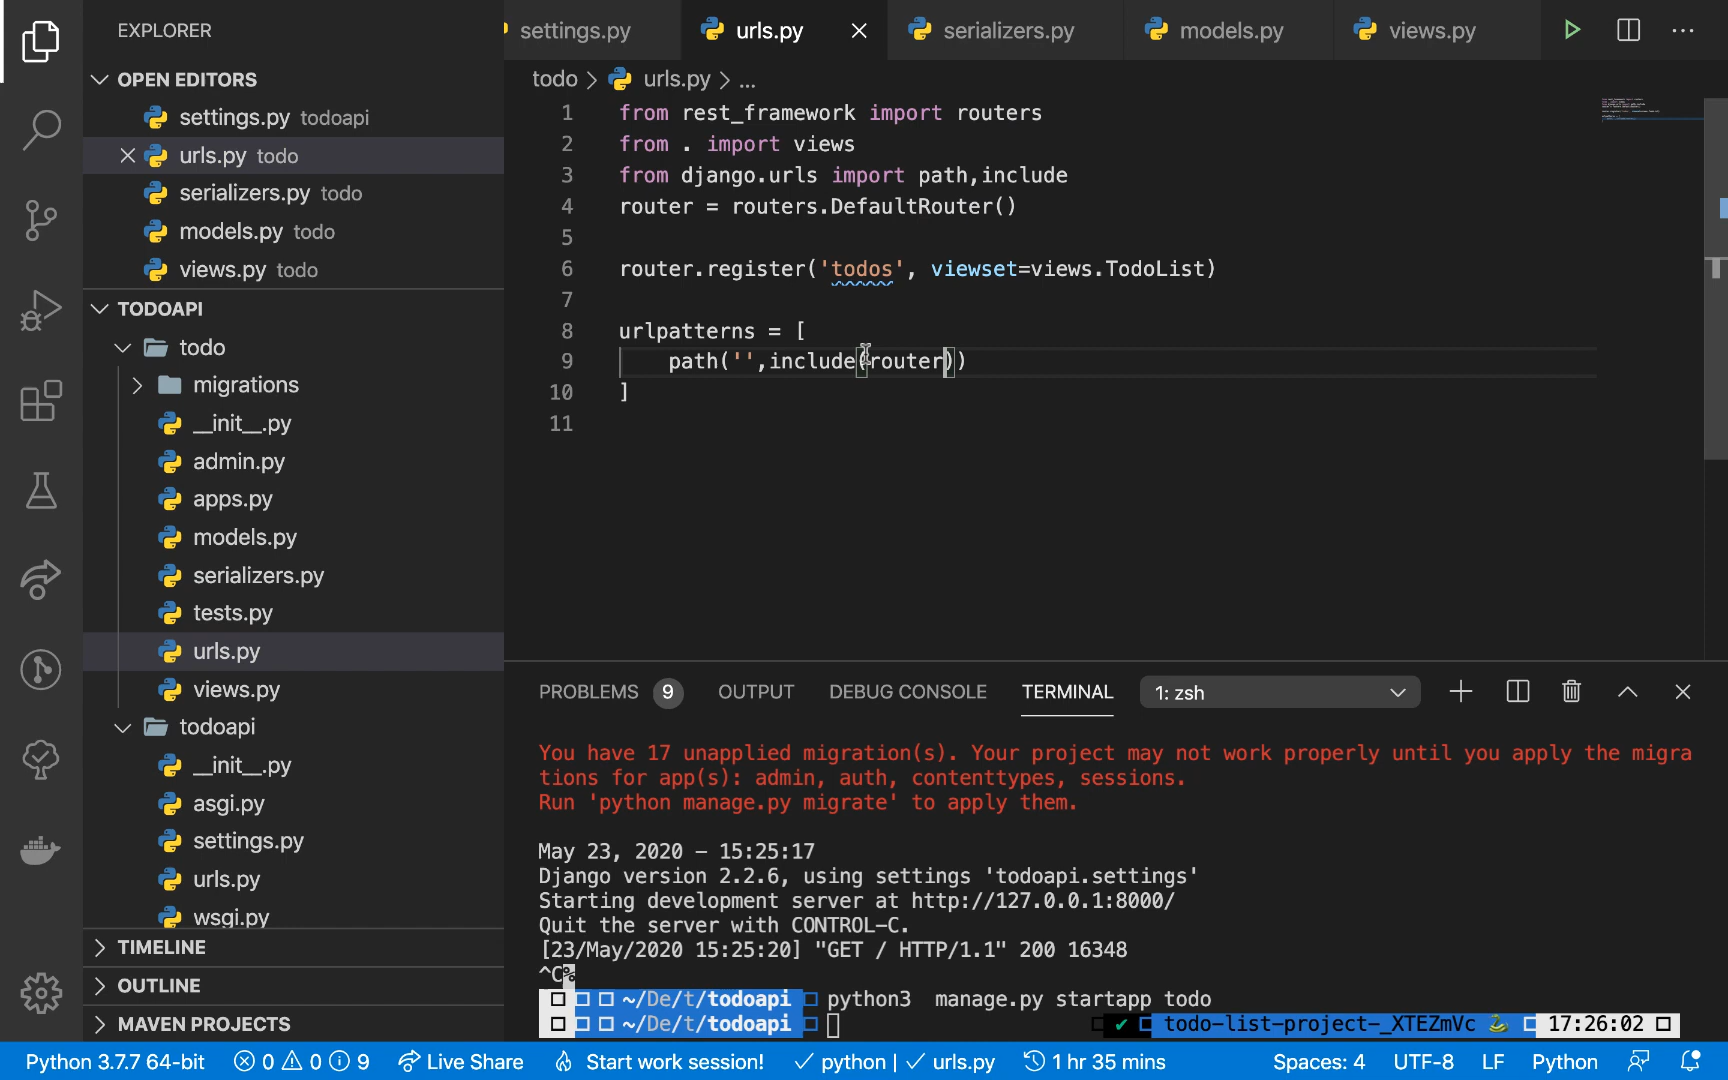 EXPLORER
OPEN EDITORS
settings.py todoapi
urls.py todo
serializers.py todo
models.py todo
views.py todo
TODOAPI
todo
migrations
__init__.py
admin.py
apps.py
models.py
serializers.py
tests.py
urls.py
views.py
todoapi
__init__.py
asgi.py
settings.py
urls.py
wsgi.py
TIMELINE
OUTLINE
MAVEN PROJECTS
settings.py
urls.py
serializers.py
models.py
views.py
todo > urls.py > ...
1 from rest_framework import routers
2 from . import views
3 from django.urls import path,include
4 router = routers.DefaultRouter()
5
6 router.register('todos', viewset=views.TodoList)
7
8 urlpatterns = [
9 path('',include(router))
10 ]
11
PROBLEMS 9 OUTPUT DEBUG CONSOLE TERMINAL 1: zsh
You have 17 unapplied migration(s). Your project may not work properly until you apply the migra
tions for app(s): admin, auth, contenttypes, sessions.
Run 'python manage.py migrate' to apply them.
May 23, 2020 - 15:25:17
Django version 2.2.6, using settings 'todoapi.settings'
Starting development server at http://127.0.0.1:8000/
Quit the server with CONTROL-C.
[23/May/2020 15:25:20] "GET / HTTP/1.1" 200 16348
^C%
~/De/t/todoapi python3 manage.py startapp todo
~/De/t/todoapi ✔ todo-list-project-_XTEZmVc 🐍 17:26:02
Python 3.7.7 64-bit 0 0 9 Live Share Start work session! ✓ python | ✓ urls.py 1 hr 35 mins Spaces: 4 UTF-8 LF Python